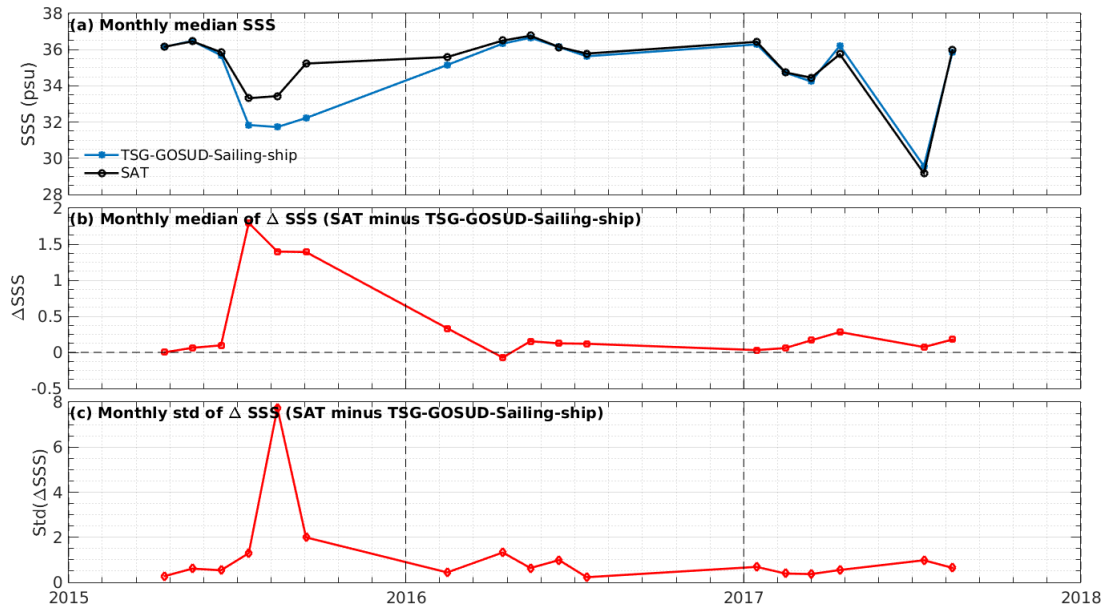 (a) Monthly median SSS
38
36
34
32
30
28
SSS (psu)
TSG-GOSUD-Sailing-ship
SAT
(b) Monthly median of Δ SSS (SAT minus TSG-GOSUD-Sailing-ship)
2
1.5
1
0.5
0
-0.5
ΔSSS
(c) Monthly std of Δ SSS (SAT minus TSG-GOSUD-Sailing-ship)
8
6
4
2
0
Std(ΔSSS)
2015 2016 2017 2018